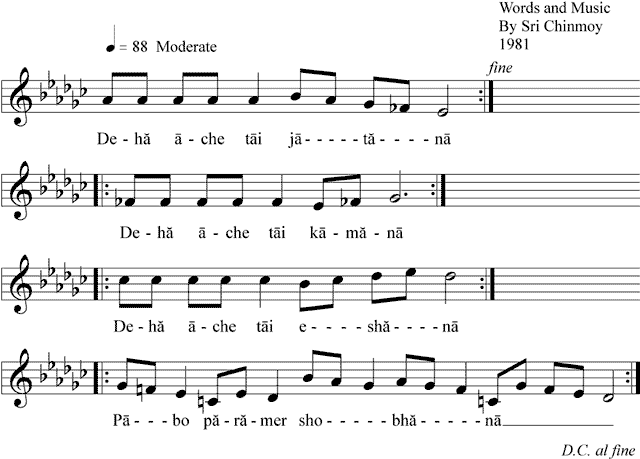 Words and Music
By Sri Chinmoy
1981
= 88 Moderate
fine
De-hă ā-che tāi jā------tā---nā
De-hă ā-che tāi kā-mă-nā
De-hă ā-che tāi e----shă----nā
Pā---bo pă-ră-mer sho----bhă----nā
D.C. al fine